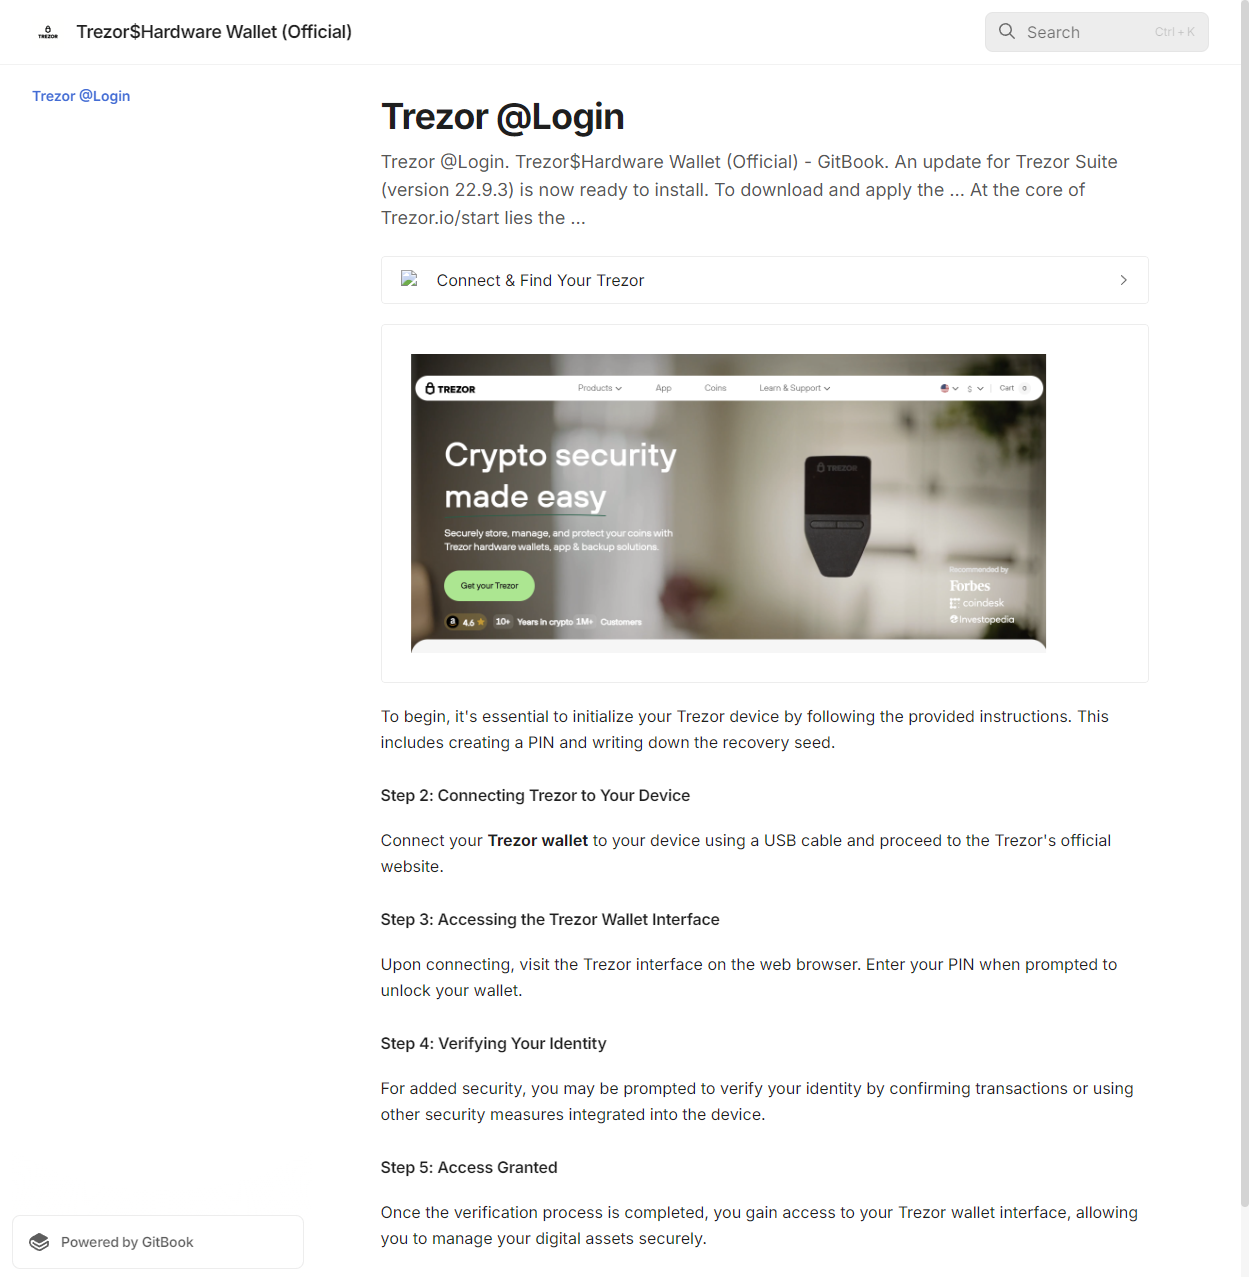 TREZOR
Trezor$Hardware Wallet (Official)
Search
Ctrl + K
Trezor @Login
Trezor @Login
Trezor @Login. Trezor$Hardware Wallet (Official) - GitBook. An update for Trezor Suite
(version 22.9.3) is now ready to install. To download and apply the ... At the core of
Trezor.io/start lies the ...
Connect & Find Your Trezor
TREZOR
Products
App
Coins
Learn & Support
$
Cart
0
Crypto security
made easy
Securely store, manage, and protect your coins with
Trezor hardware wallets, app & backup solutions.
Get your Trezor
a 4.6 10+ Years in crypto 1M+ Customers
TREZOR
Recommended by
Forbes
coindesk
Investopedia
To begin, it's essential to initialize your Trezor device by following the provided instructions. This
includes creating a PIN and writing down the recovery seed.
Step 2: Connecting Trezor to Your Device
Connect your Trezor wallet to your device using a USB cable and proceed to the Trezor's official
website.
Step 3: Accessing the Trezor Wallet Interface
Upon connecting, visit the Trezor interface on the web browser. Enter your PIN when prompted to
unlock your wallet.
Step 4: Verifying Your Identity
For added security, you may be prompted to verify your identity by confirming transactions or using
other security measures integrated into the device.
Step 5: Access Granted
Once the verification process is completed, you gain access to your Trezor wallet interface, allowing
you to manage your digital assets securely.
Powered by GitBook